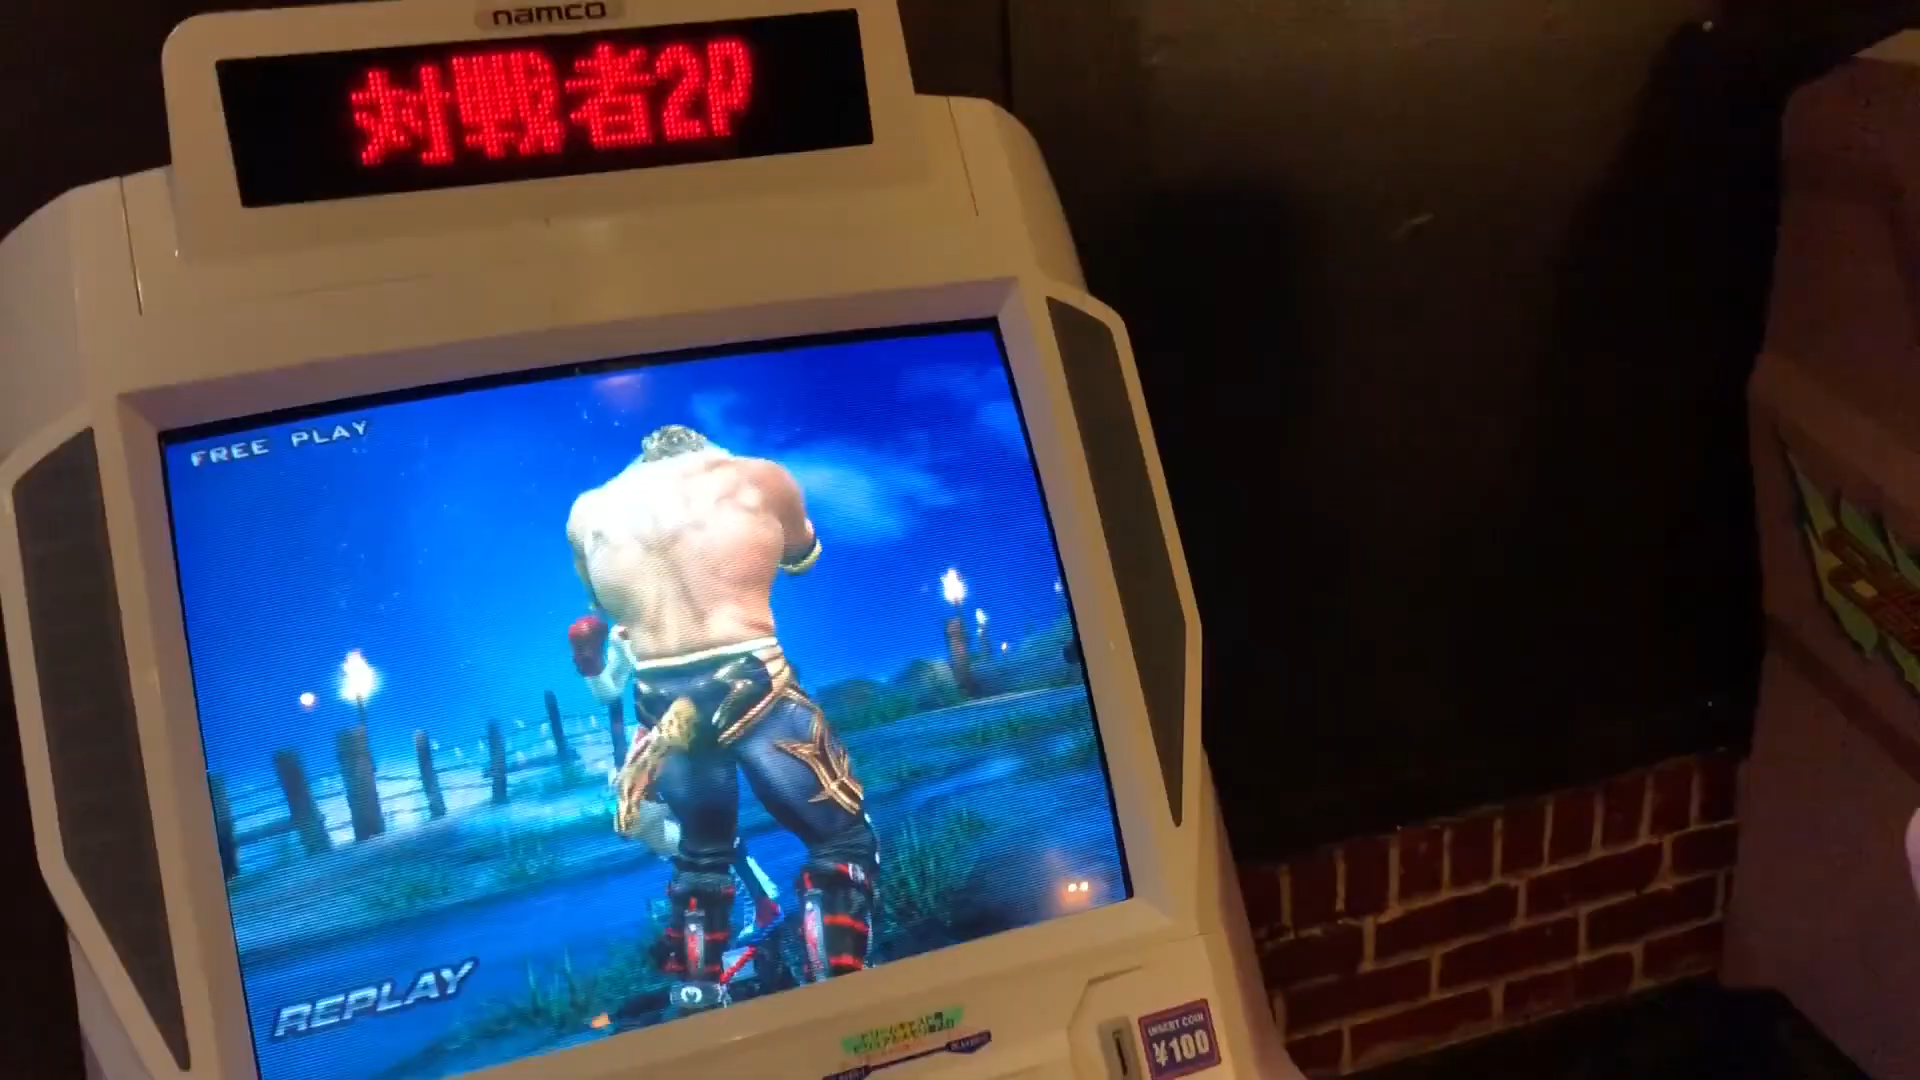 namco
対戦者2P
FREE PLAY
REPLAY
INSERT COIN
¥100